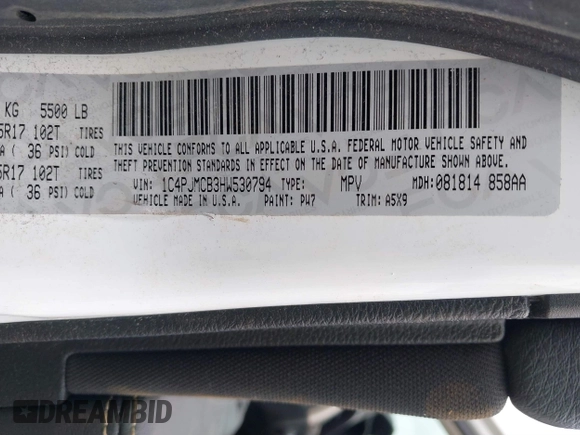 KG 5500 LB
5R17 102T TIRES
A ( 36 PSI) COLD
5R17 102T TIRES
A ( 36 PSI) COLD
THIS VEHICLE CONFORMS TO ALL APPLICABLE U.S.A. FEDERAL MOTOR VEHICLE SAFETY AND
THEFT PREVENTION STANDARDS IN EFFECT ON THE DATE OF MANUFACTURE SHOWN ABOVE.
VIN: 1C4PJMCB3HW530794 TYPE: MPV MDH: 081814 858AA
VEHICLE MADE IN U.S.A. PAINT: PW7 TRIM: A5X9
DREAMBID